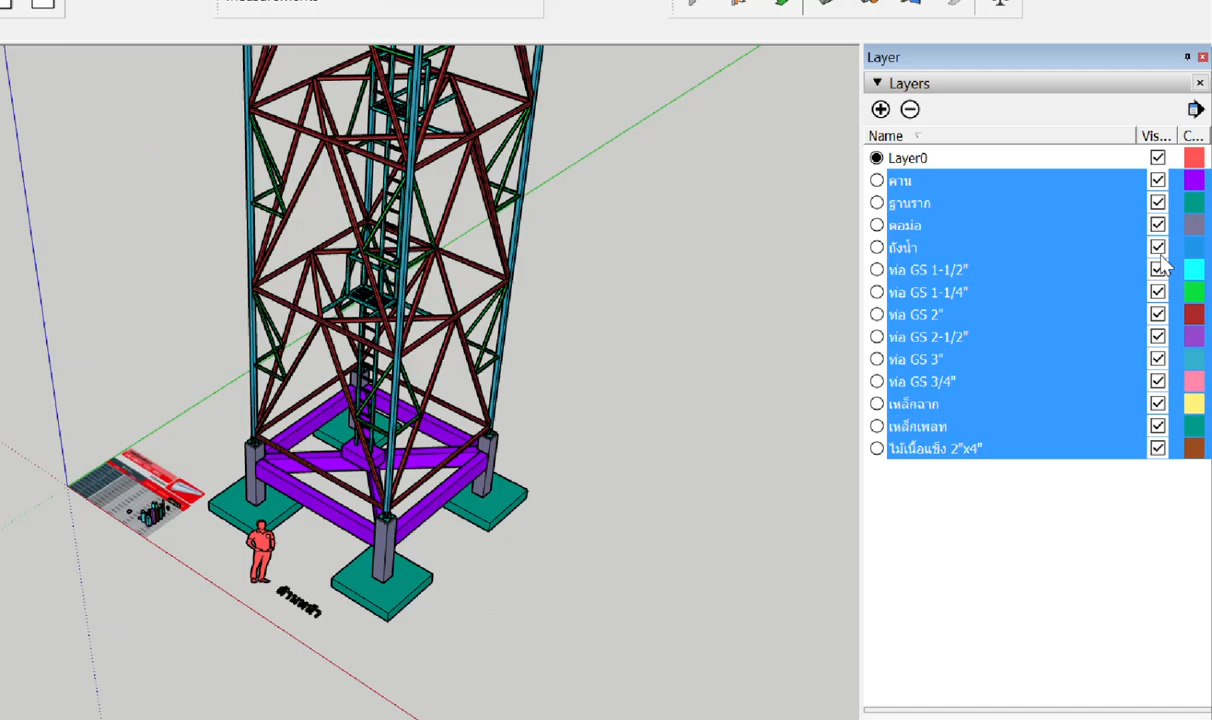 Layer
Layers
Name
Vis...
C...
Layer0
คาน
ฐานราก
ตอม่อ
ถังน้ำ
ท่อ GS 1-1/2"
ท่อ GS 1-1/4"
ท่อ GS 2"
ท่อ GS 2-1/2"
ท่อ GS 3"
ท่อ GS 3/4"
เหล็กฉาก
เหล็กเพลท
ไม้เนื้อแข็ง 2"x4"
ด้านหน้า